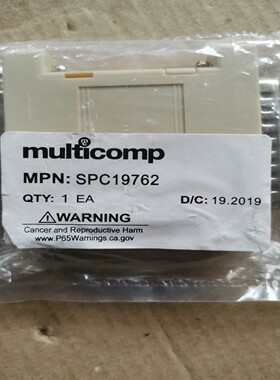 multicomp
MPN: SPC19762
QTY: 1 EA D/C: 19.2019
⚠WARNING
Cancer and Reproductive Harm
www.P65Warnings.ca.gov